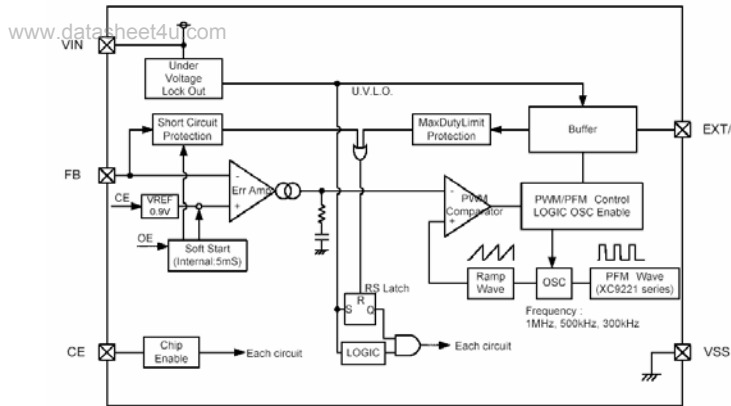 www.datasheet4u.com
VIN
Under
Voltage
Lock Out
U.V.L.O.
Short Circuit
Protection
MaxDutyLimit
Protection
Buffer
EXT/
FB
CE
VREF
0.9V
-
+
Err Amp
-
+
PWM
Comparator
PWM/PFM Control
LOGIC OSC Enable
OE
Soft Start
(Internal:5mS)
Ramp
Wave
OSC
PFM Wave
(XC9221 series)
Frequency :
1MHz, 500kHz, 300kHz
RS Latch
R
S
Q
LOGIC
Each circuit
CE
Chip
Enable
Each circuit
VSS